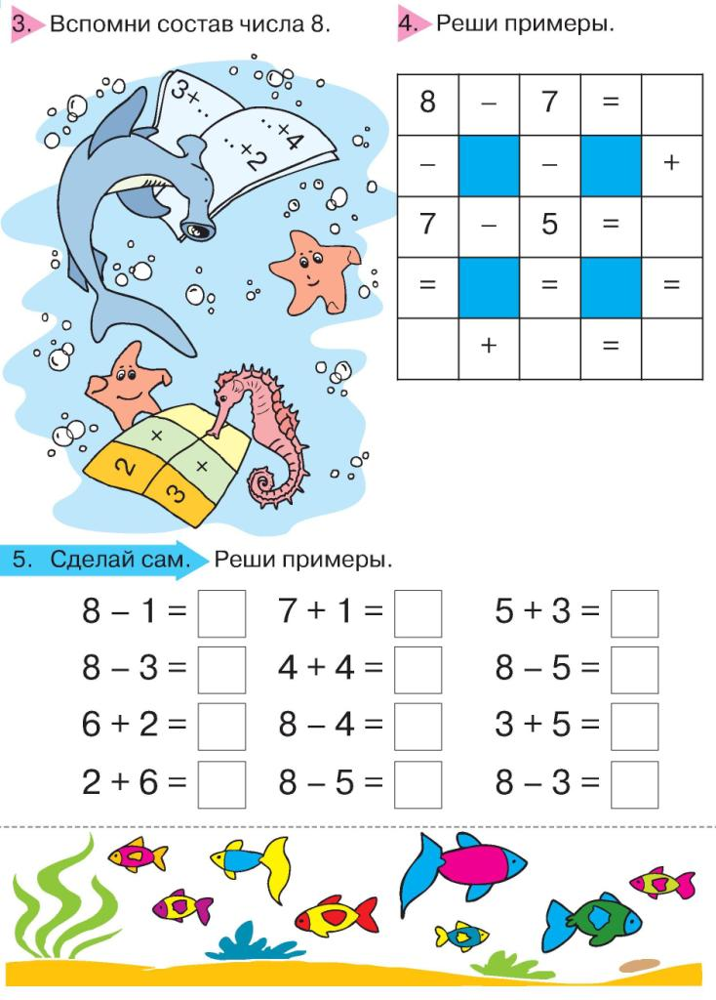 3. Вспомни состав числа 8.
3+..
..+4
..+2
+
+
2
3
4. Реши примеры.
8 – 7 =
– – +
7 – 5 =
= = =
+ =
5. Сделай сам. Реши примеры.
8 – 1 = 7 + 1 = 5 + 3 =
8 – 3 = 4 + 4 = 8 – 5 =
6 + 2 = 8 – 4 = 3 + 5 =
2 + 6 = 8 – 5 = 8 – 3 =